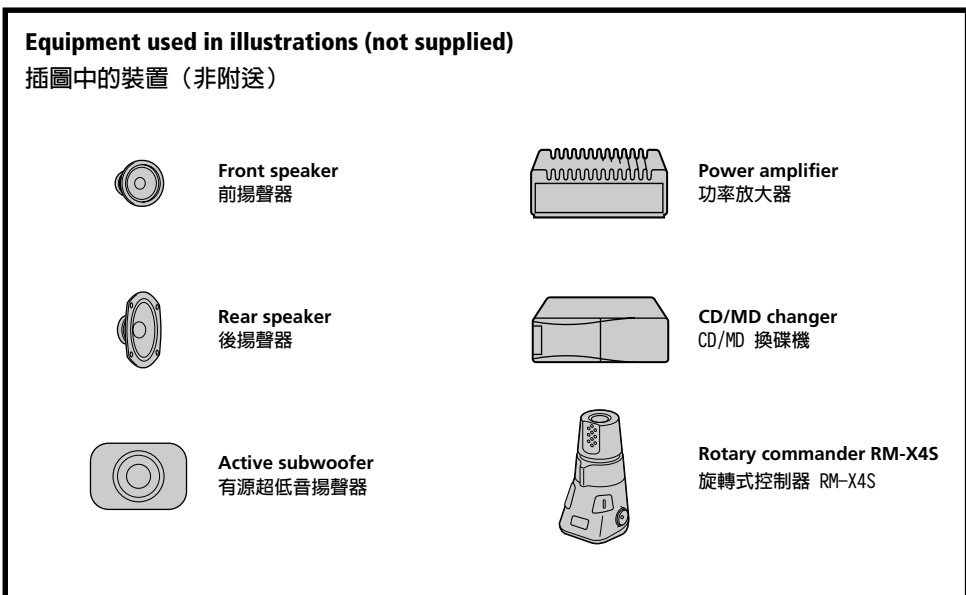 Equipment used in illustrations (not supplied)
插圖中的裝置（非附送）
Front speaker
前揚聲器
Power amplifier
功率放大器
Rear speaker
後揚聲器
CD/MD changer
CD/MD 換碟機
Active subwoofer
有源超低音揚聲器
Rotary commander RM-X4S
旋轉式控制器 RM-X4S